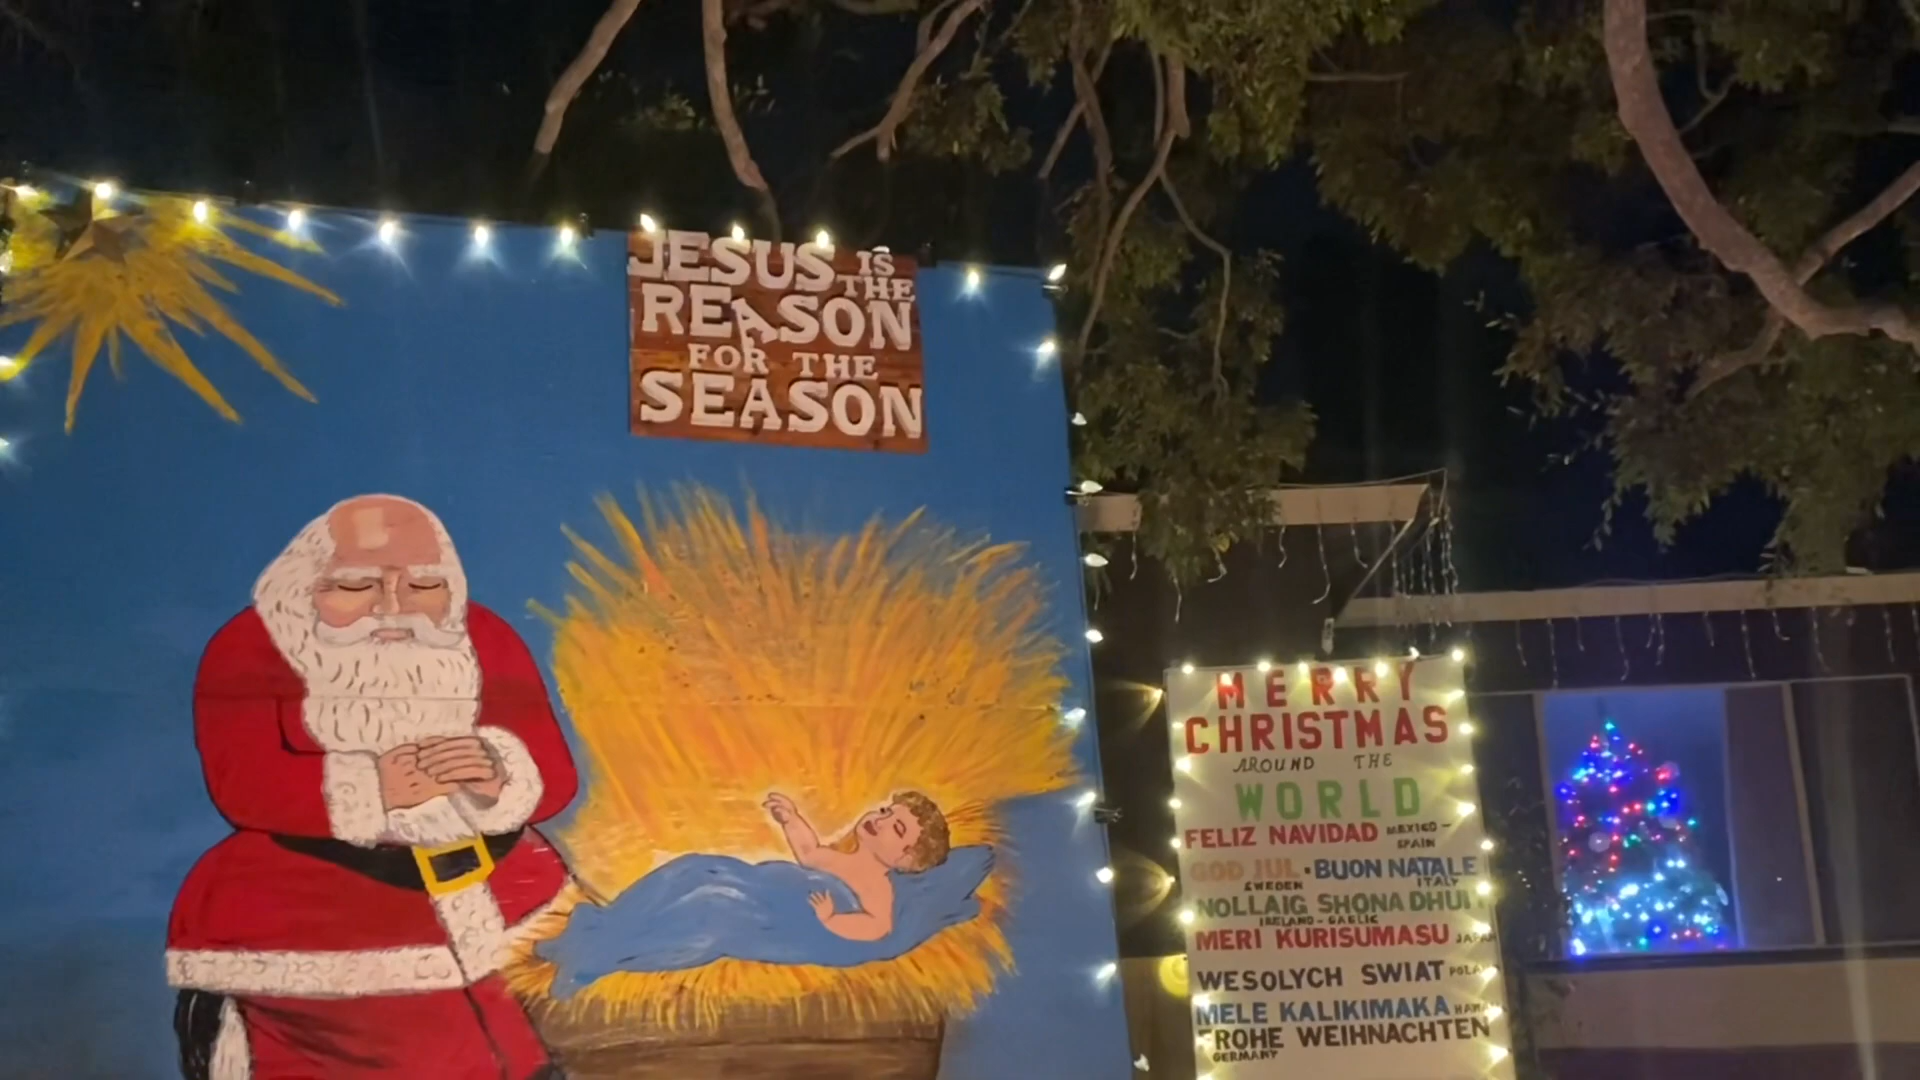 JESUS IS
THE
REASON
FOR THE
SEASON
MERRY
CHRISTMAS
AROUND THE
WORLD
FELIZ NAVIDAD MEXICO -
SPAIN
GOD JUL · BUON NATALE
SWEDEN ITALY
NOLLAIG SHONA DHUIT
IRELAND - GAELIC
MERI KURISUMASU JAPAN
WESOLYCH SWIAT
MELE KALIKIMAKA
FROHE WEIHNACHTEN
GERMANY